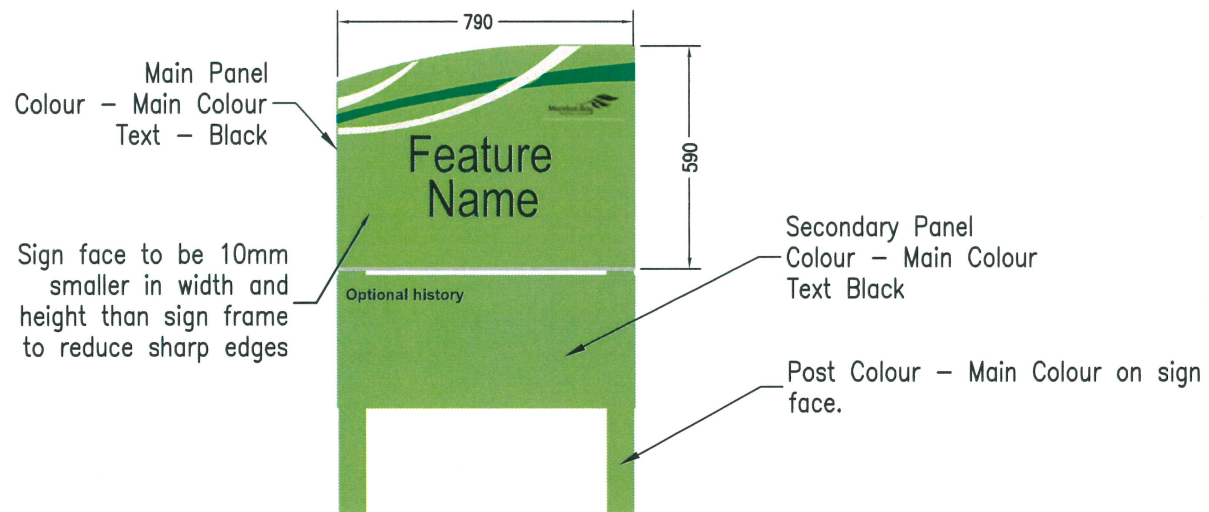 790
Main Panel
Colour – Main Colour
Text – Black
Moreton Bay
590
Feature
Name
Sign face to be 10mm
smaller in width and
height than sign frame
to reduce sharp edges
Secondary Panel
Colour – Main Colour
Text Black
Optional history
Post Colour – Main Colour on sign
face.